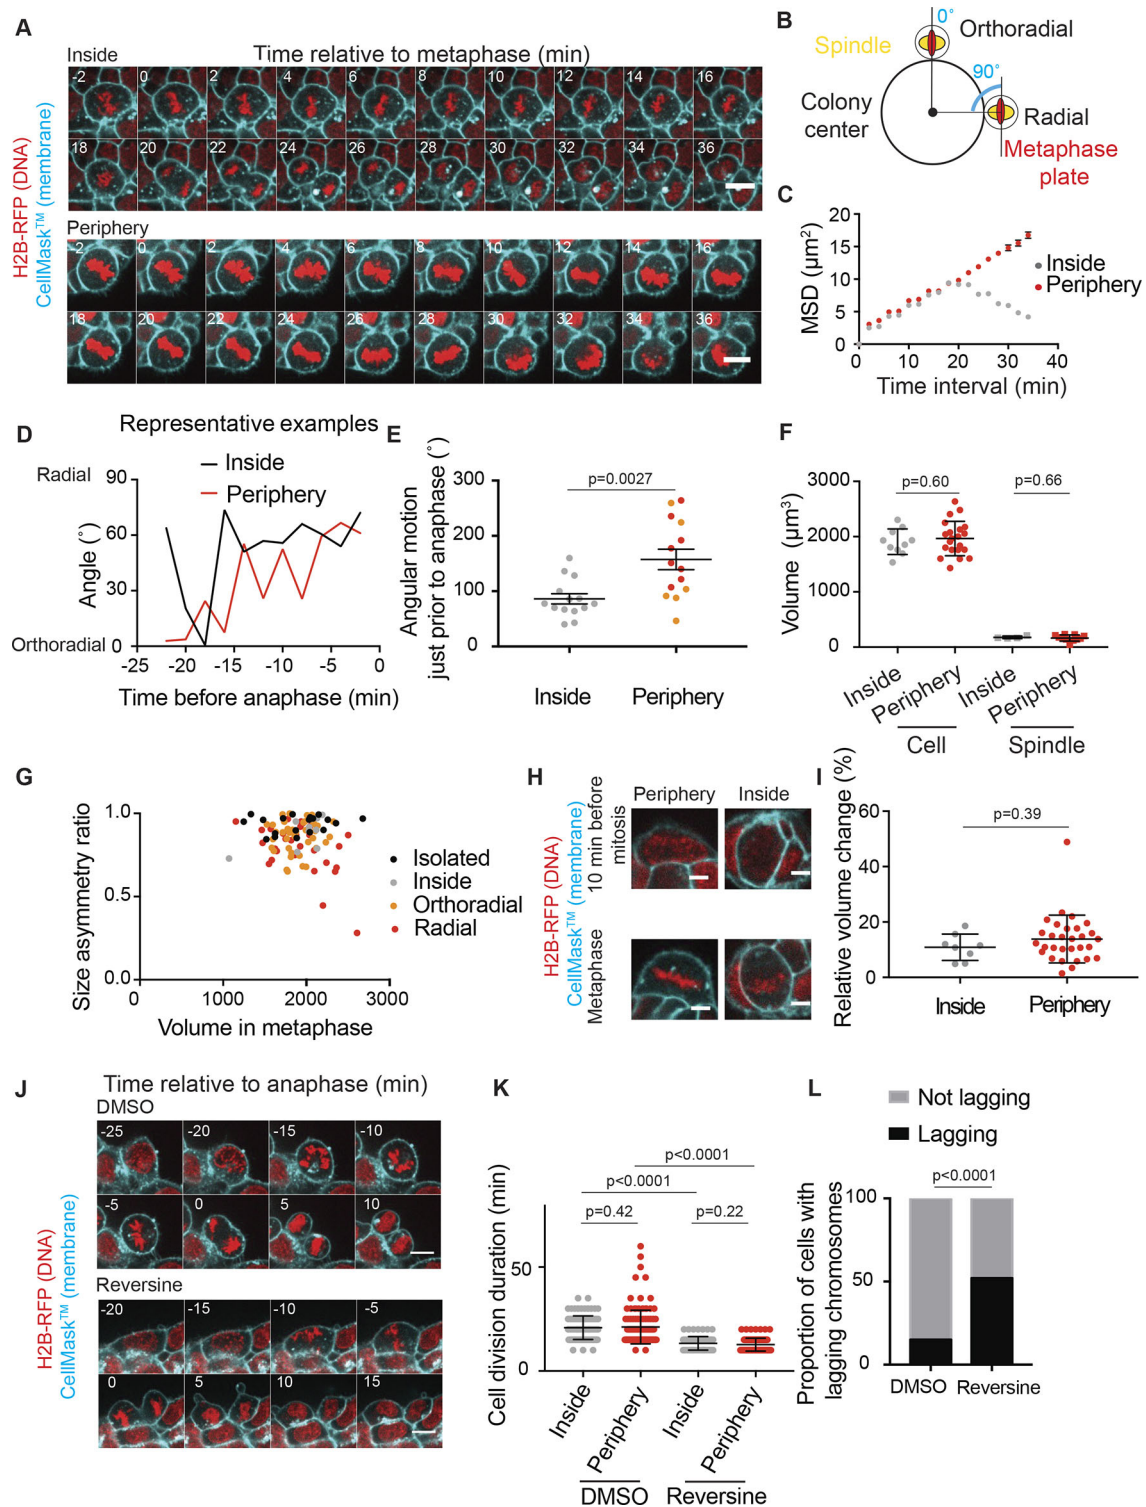 A
Inside
Time relative to metaphase (min)
-2 0 2 4 6 8 10 12 14 16
18 20 22 24 26 28 30 32 34 36
Periphery
-2 0 2 4 6 8 10 12 14 16
18 20 22 24 26 28 30 32 34 36
H2B-RFP (DNA)
CellMask™ (membrane)
B
0°
Orthoradial
Spindle
90°
Colony
center
Radial
Metaphase
plate
C
MSD (µm²)
20
15
10
5
0
0 10 20 30 40
Time interval (min)
Inside
Periphery
D
Representative examples
Radial
Orthoradial
Angle (°)
90
60
30
0
Inside
Periphery
-25 -20 -15 -10 -5 0
Time before anaphase (min)
E
Angular motion
just prior to anaphase (°)
300
200
100
0
p=0.0027
Inside Periphery
F
Volume (µm³)
3000
2000
1000
0
p=0.60
p=0.66
Inside Periphery Inside Periphery
Cell Spindle
G
Size asymmetry ratio
1.0
0.5
0.0
0 1000 2000 3000
Volume in metaphase
Isolated
Inside
Orthoradial
Radial
H
Periphery Inside
H2B-RFP (DNA)
CellMask™ (membrane)
10 min before
mitosis
Metaphase
I
Relative volume change (%)
60
40
20
0
p=0.39
Inside Periphery
J
Time relative to anaphase (min)
DMSO
-25 -20 -15 -10
-5 0 5 10
Reversine
-20 -15 -10 -5
0 5 10 15
H2B-RFP (DNA)
CellMask™ (membrane)
K
Cell division duration (min)
50
0
p<0.0001
p<0.0001
p=0.42
p=0.22
Inside Periphery Inside Periphery
DMSO Reversine
L
Not lagging
Lagging
Proportion of cells with
lagging chromosomes
100
50
0
p<0.0001
DMSO Reversine